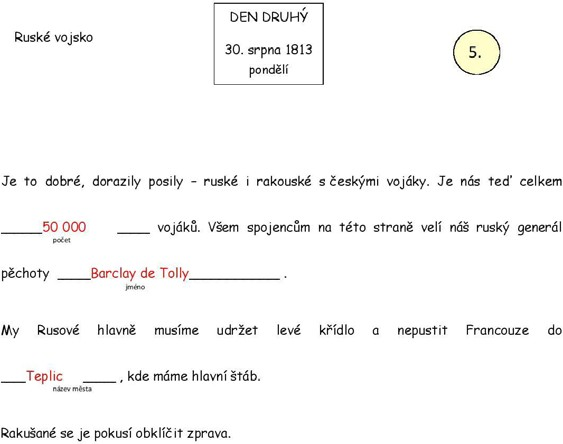 Ruské vojsko
DEN DRUHÝ
30. srpna 1813
pondělí
5.
Je to dobré, dorazily posily – ruské i rakouské s českými vojáky. Je nás teď celkem
_____50 000 ____ vojáků. Všem spojencům na této straně velí náš ruský generál
počet
pěchoty ____Barclay de Tolly___________ .
jméno
My Rusové hlavně musíme udržet levé křídlo a nepustit Francouze do
___Teplic ____ , kde máme hlavní štáb.
název města
Rakušané se je pokusí obklíčit zprava.